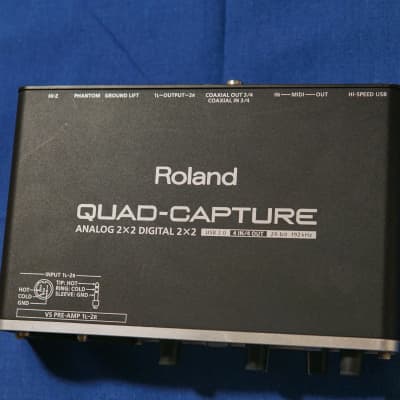 Hi-Z PHANTOM GROUND LIFT 1L-OUTPUT-2R COAXIAL OUT 3/4 IN—MIDI—OUT HI-SPEED USB
COAXIAL IN 3/4
Roland
QUAD-CAPTURE
ANALOG 2×2 DIGITAL 2×2 USB 2.0 4 IN/4 OUT 24 bit 192 kHz
INPUT 1L-2R
TIP: HOT
RING: COLD
SLEEVE: GND
HOT
COLD
GND
VS PRE-AMP 1L-2R